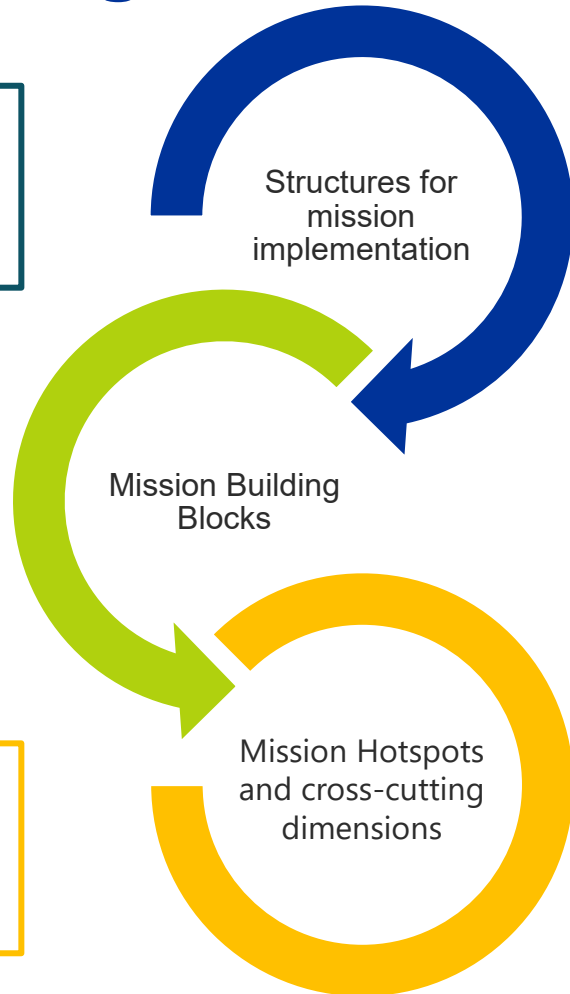 Structures for
mission
implementation
Mission Building
Blocks
Mission Hotspots
and cross-cutting
dimensions